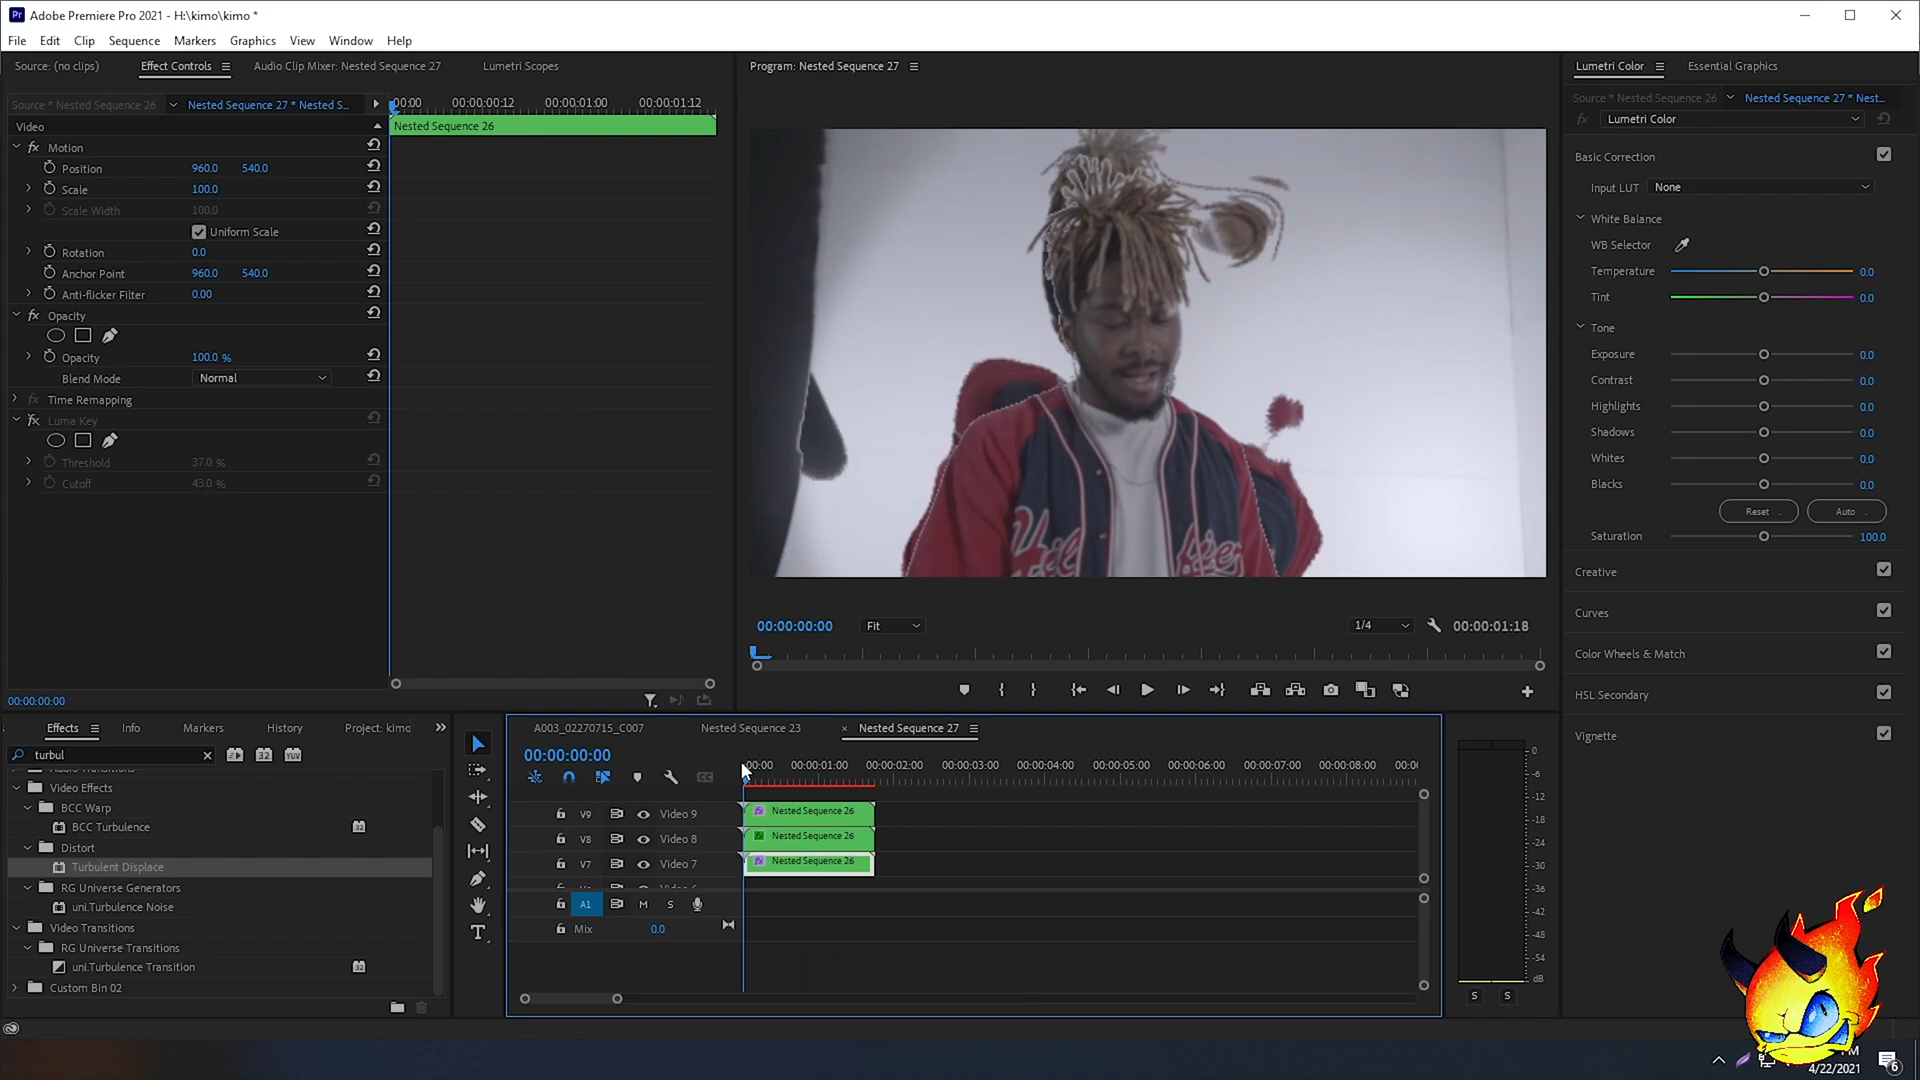 Adobe Premiere Pro 2021 - H:\kimo\kimo *
File Edit Clip Sequence Markers Graphics View Window Help
Source: (no clips) Effect Controls Audio Clip Mixer: Nested Sequence 27 Lumetri Scopes
Source * Nested Sequence 26 Nested Sequence 27 * Nested S...
:00:00 00:00:00:12 00:00:01:00 00:00:01:12
Video
Nested Sequence 26
Motion
Position 960.0 540.0
Scale 100.0
Scale Width 100.0
Uniform Scale
Rotation 0.0
Anchor Point 960.0 540.0
Anti-flicker Filter 0.00
Opacity
Opacity 100.0 %
Blend Mode Normal
Time Remapping
Luma Key
Threshold 37.0 %
Cutoff 43.0 %
00:00:00:00
Program: Nested Sequence 27
00:00:00:00 Fit 1/4 00:00:01:18
Lumetri Color Essential Graphics
Source * Nested Sequence 26 Nested Sequence 27 * Nest...
fx Lumetri Color
Basic Correction
Input LUT None
White Balance
WB Selector
Temperature 0.0
Tint 0.0
Tone
Exposure 0.0
Contrast 0.0
Highlights 0.0
Shadows 0.0
Whites 0.0
Blacks 0.0
Reset Auto
Saturation 100.0
Creative
Curves
Color Wheels & Match
HSL Secondary
Vignette
Effects Info Markers History Project: kimo
turbul
32 YUV
Audio Transitions
Video Effects
BCC Warp
BCC Turbulence 32
Distort
Turbulent Displace
RG Universe Generators
uni.Turbulence Noise
Video Transitions
RG Universe Transitions
uni.Turbulence Transition 32
Custom Bin 02
A003_02270715_C007 Nested Sequence 23 × Nested Sequence 27
00:00:00:00
:00:00 00:00:01:00 00:00:02:00 00:00:03:00 00:00:04:00 00:00:05:00 00:00:06:00 00:00:07:00 00:00:08:00 00:0
V9 Video 9 fx Nested Sequence 26
V8 Video 8 fx Nested Sequence 26
V7 Video 7 fx Nested Sequence 26
A1 M S
Mix 0.0
0
-6
-12
-18
-24
-30
-36
-42
-48
-54
dB
S S
PM
4/22/2021
6